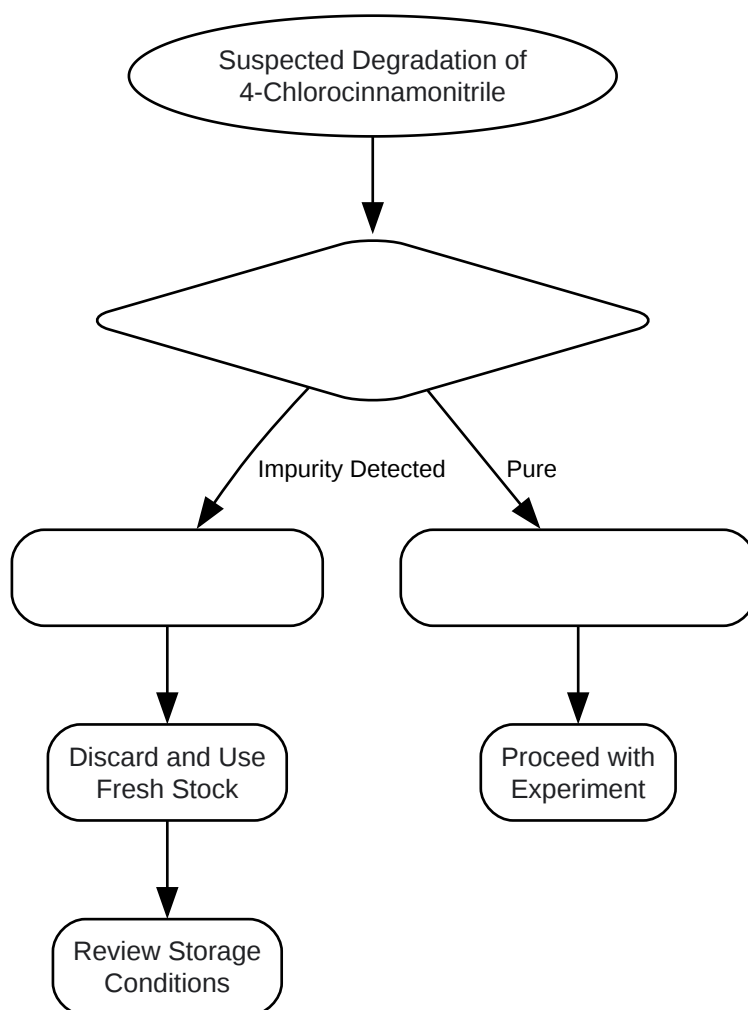 Suspected Degradation of
4-Chlorocinnamonitrile
Impurity Detected
Pure
Discard and Use
Fresh Stock
Proceed with
Experiment
Review Storage
Conditions